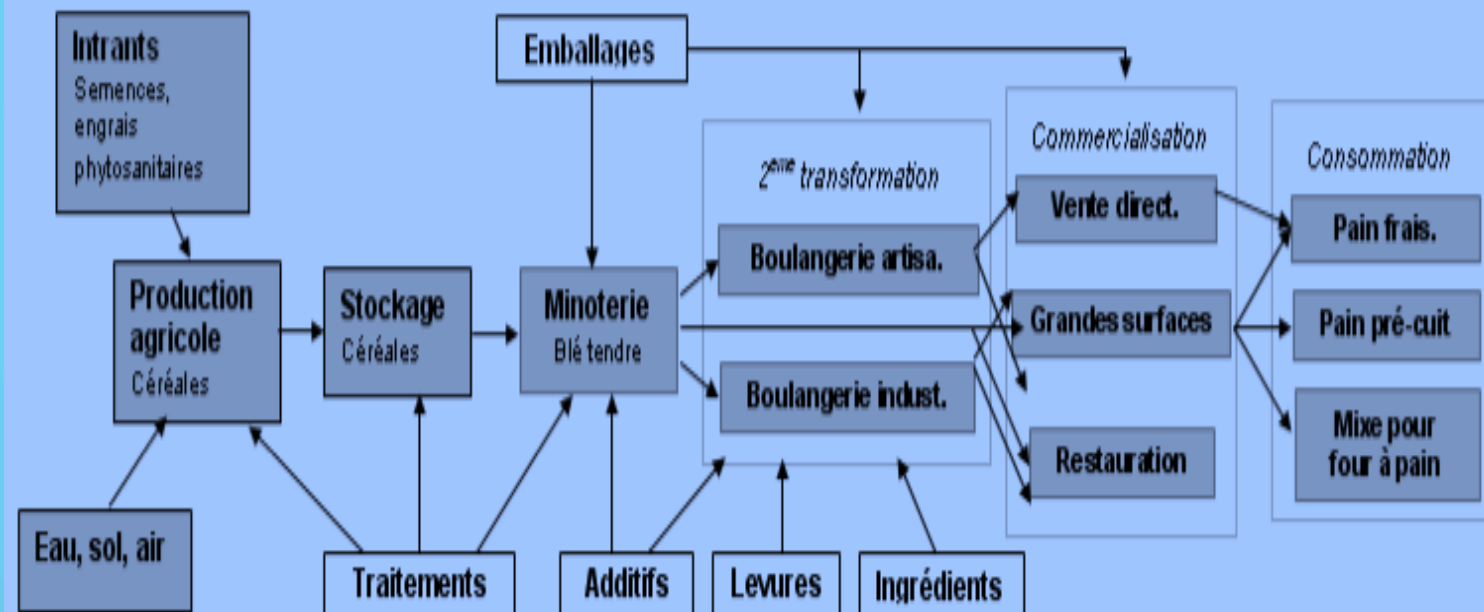 Intrants
Semences,
engrais
phytosanitaires
Emballages
Commercialisation
Consommation
2eme transformation
Vente direct.
Pain frais.
Boulangerie artisa.
Production
agricole
Céréales
Stockage
Céréales
Minoterie
Blé tendre
Grandes surfaces
Pain pré-cuit
Boulangerie indust.
Mixe pour
four à pain
Restauration
Eau, sol, air
Traitements
Additifs
Levures
Ingrédients